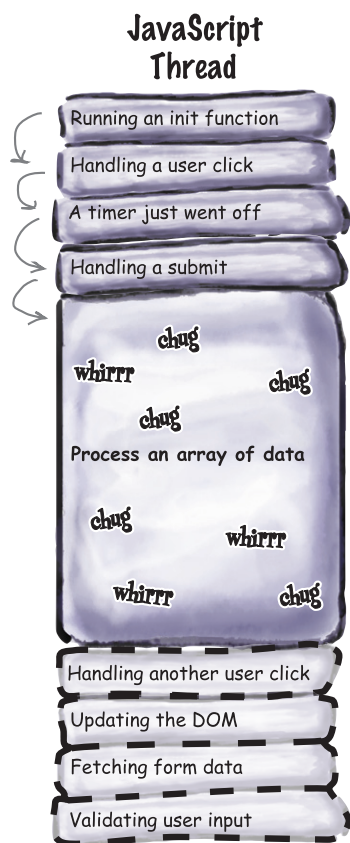 JavaScript
Thread
Running an init function
Handling a user click
A timer just went off
Handling a submit
chug
whirrr
chug
chug
Process an array of data
chug
whirrr
whirrr
chug
Handling another user click
Updating the DOM
Fetching form data
Validating user input